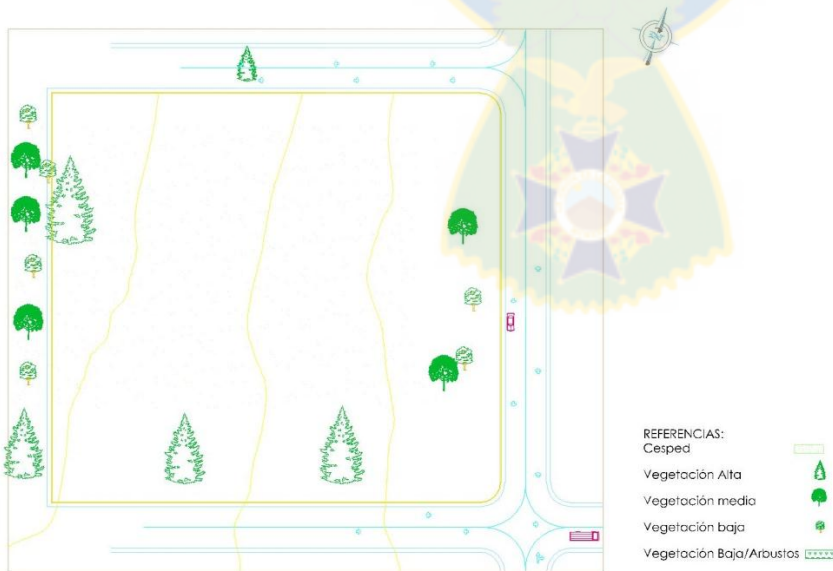 REFERENCIAS:
Cesped
Vegetación Alta
Vegetación media
Vegetación baja
Vegetación Baja/Arbustos